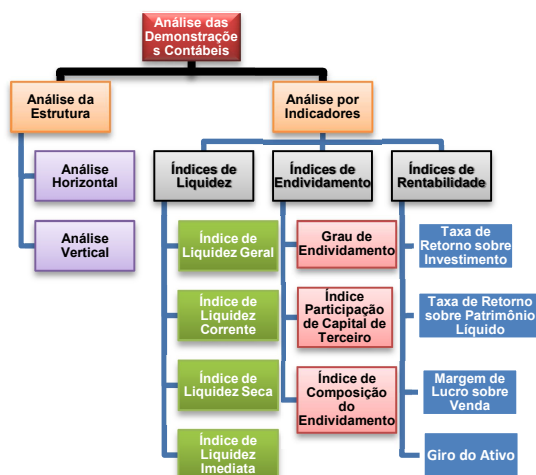 Análise das
Demonstraçõe
s Contábeis
Análise da
Estrutura
Análise por
Indicadores
Análise
Horizontal
Análise
Vertical
Índices de
Liquidez
Índices de
Endividamento
Índices de
Rentabilidade
Índice de
Liquidez Geral
Índice de
Liquidez
Corrente
Índice de
Liquidez Seca
Índice de
Liquidez
Imediata
Grau de
Endividamento
Índice
Participação
de Capital de
Terceiro
Índice de
Composição
do
Endividamento
Taxa de
Retorno sobre
Investimento
Taxa de Retorno
sobre Patrimônio
Líquido
Margem de
Lucro sobre
Venda
Giro do Ativo